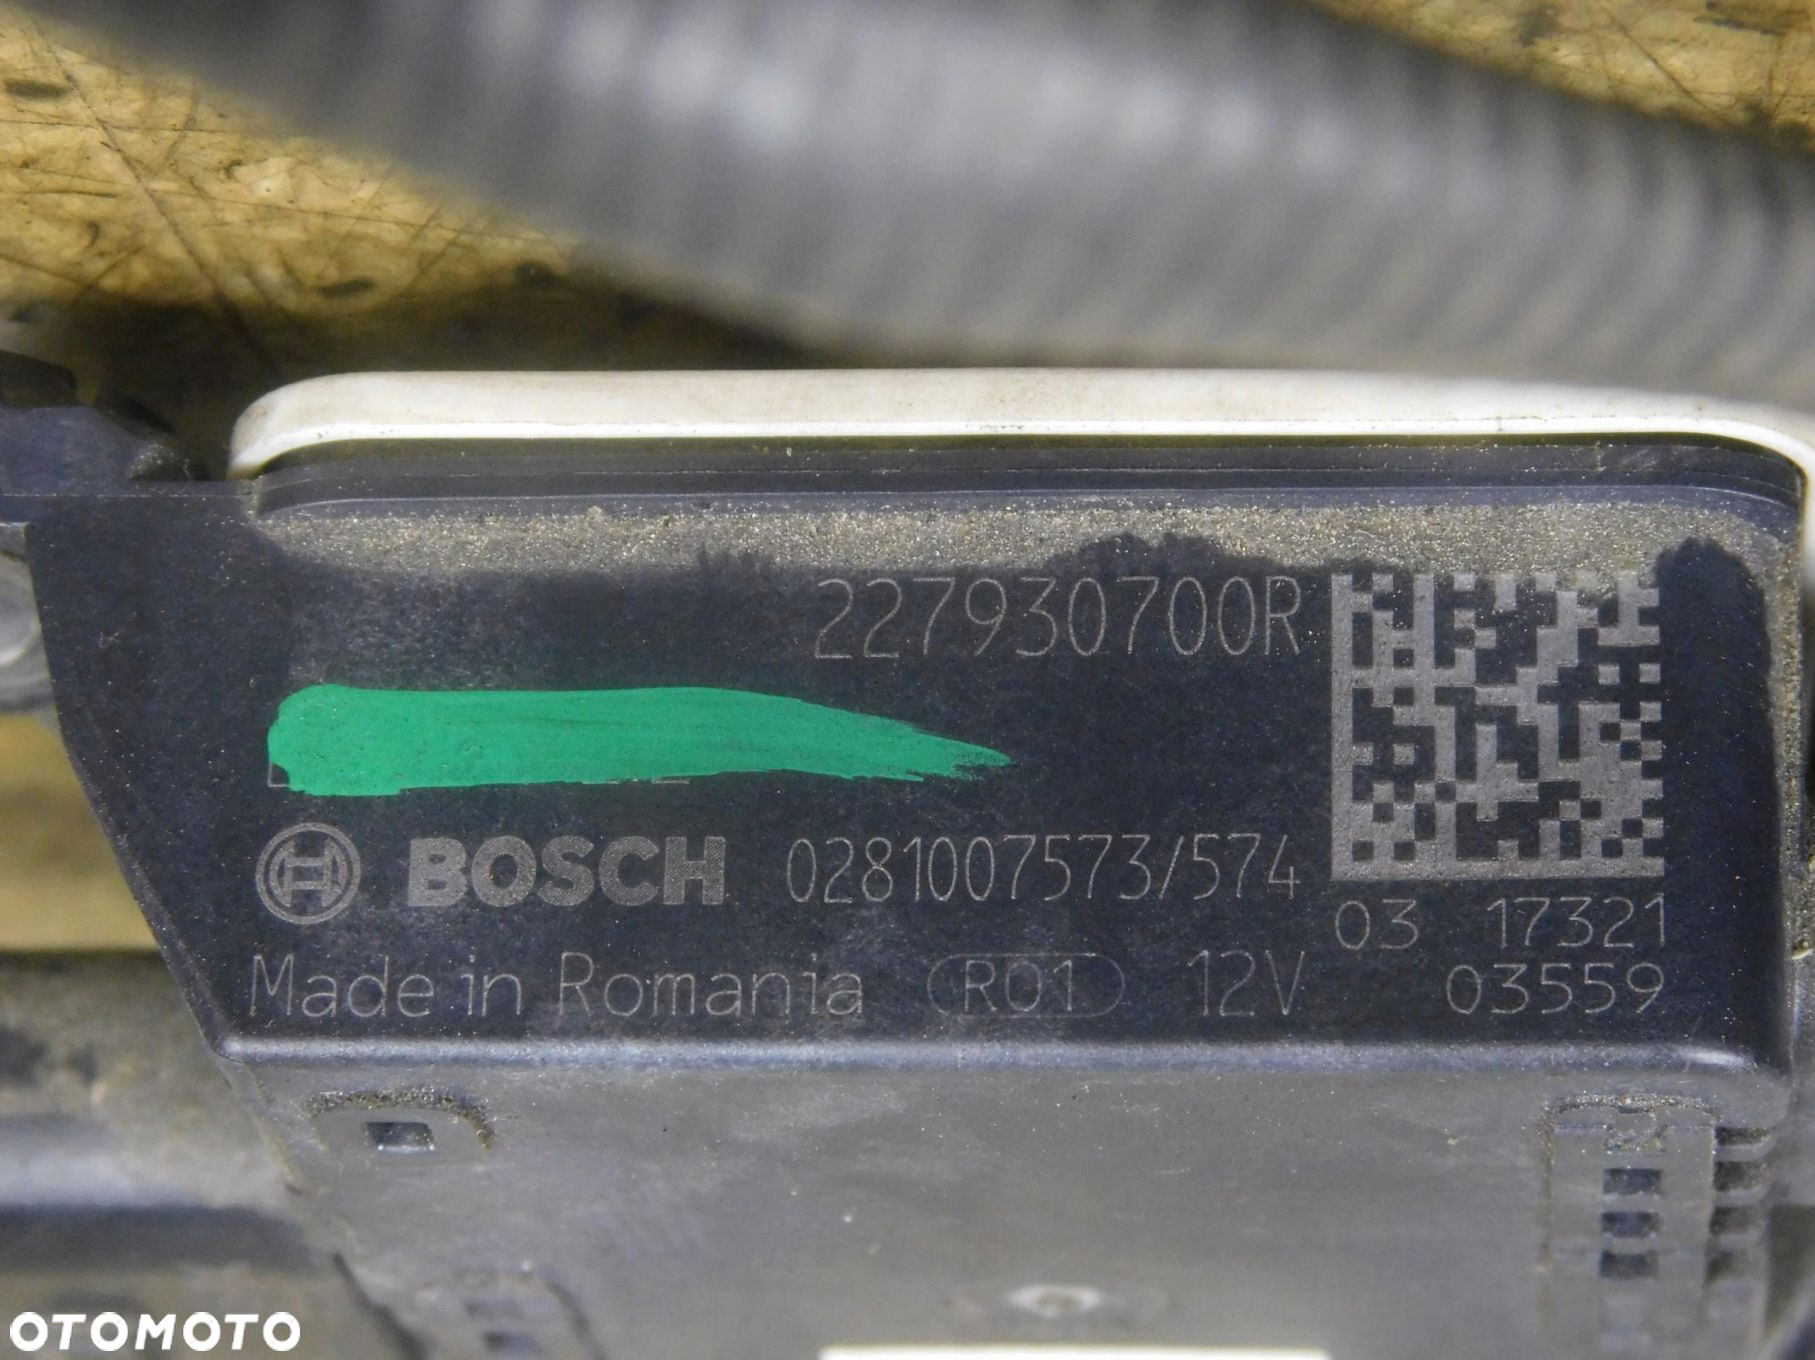 227930700R
BOSCH 0281007573/574
03 17321
Made in Romania R01 12V
03559
OTOMOTO